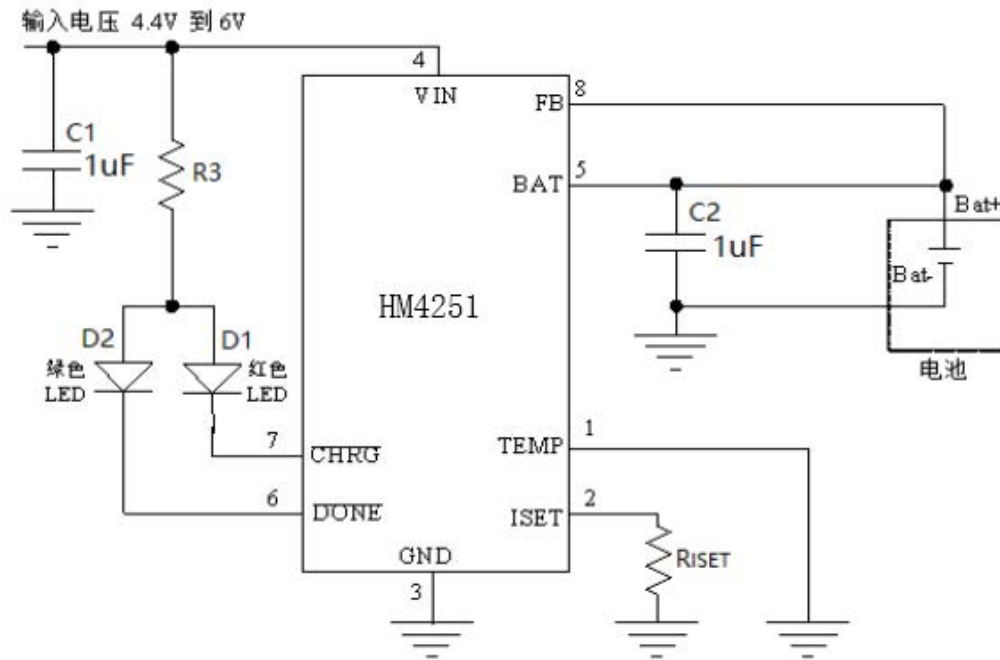 输入电压 4.4V 到 6V
4
VIN
8
FB
C1
1uF
R3
5
BAT
C2
1uF
Bat+
Bat-
HM4251
D2
D1
绿色
LED
红色
LED
电池
7
CHRG
1
TEMP
6
DONE
2
ISET
RISET
GND
3